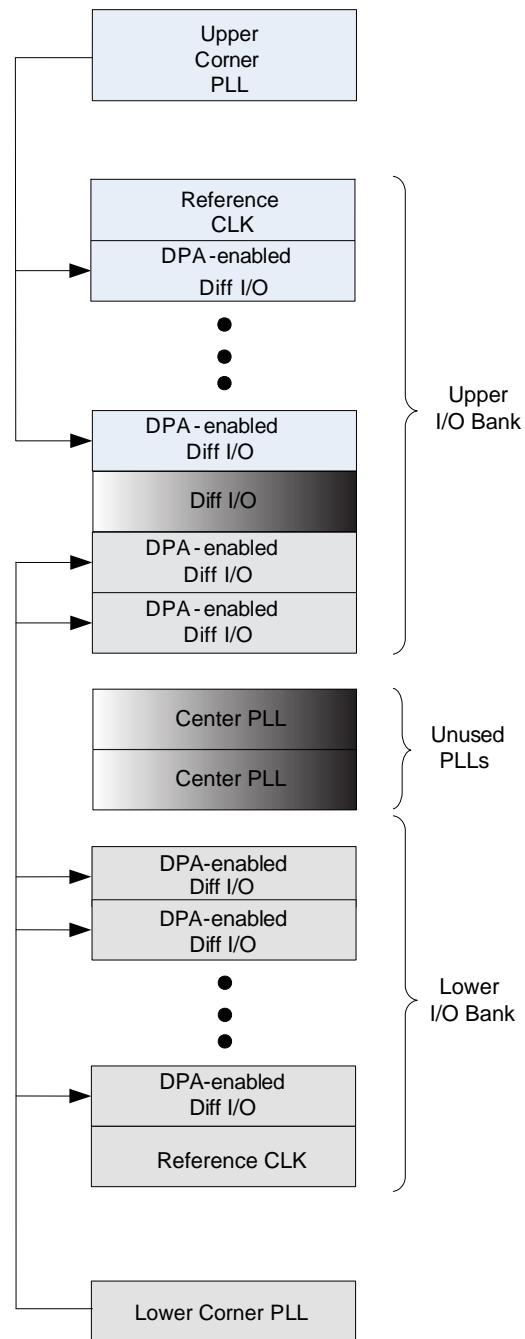 Upper
Corner
PLL
Reference
CLK
DPA-enabled
Diff I/O
DPA-enabled
Diff I/O
Diff I/O
DPA-enabled
Diff I/O
DPA-enabled
Diff I/O
Upper
I/O Bank
Center PLL
Center PLL
Unused
PLLs
DPA-enabled
Diff I/O
DPA-enabled
Diff I/O
Lower
I/O Bank
DPA-enabled
Diff I/O
Reference CLK
Lower Corner PLL